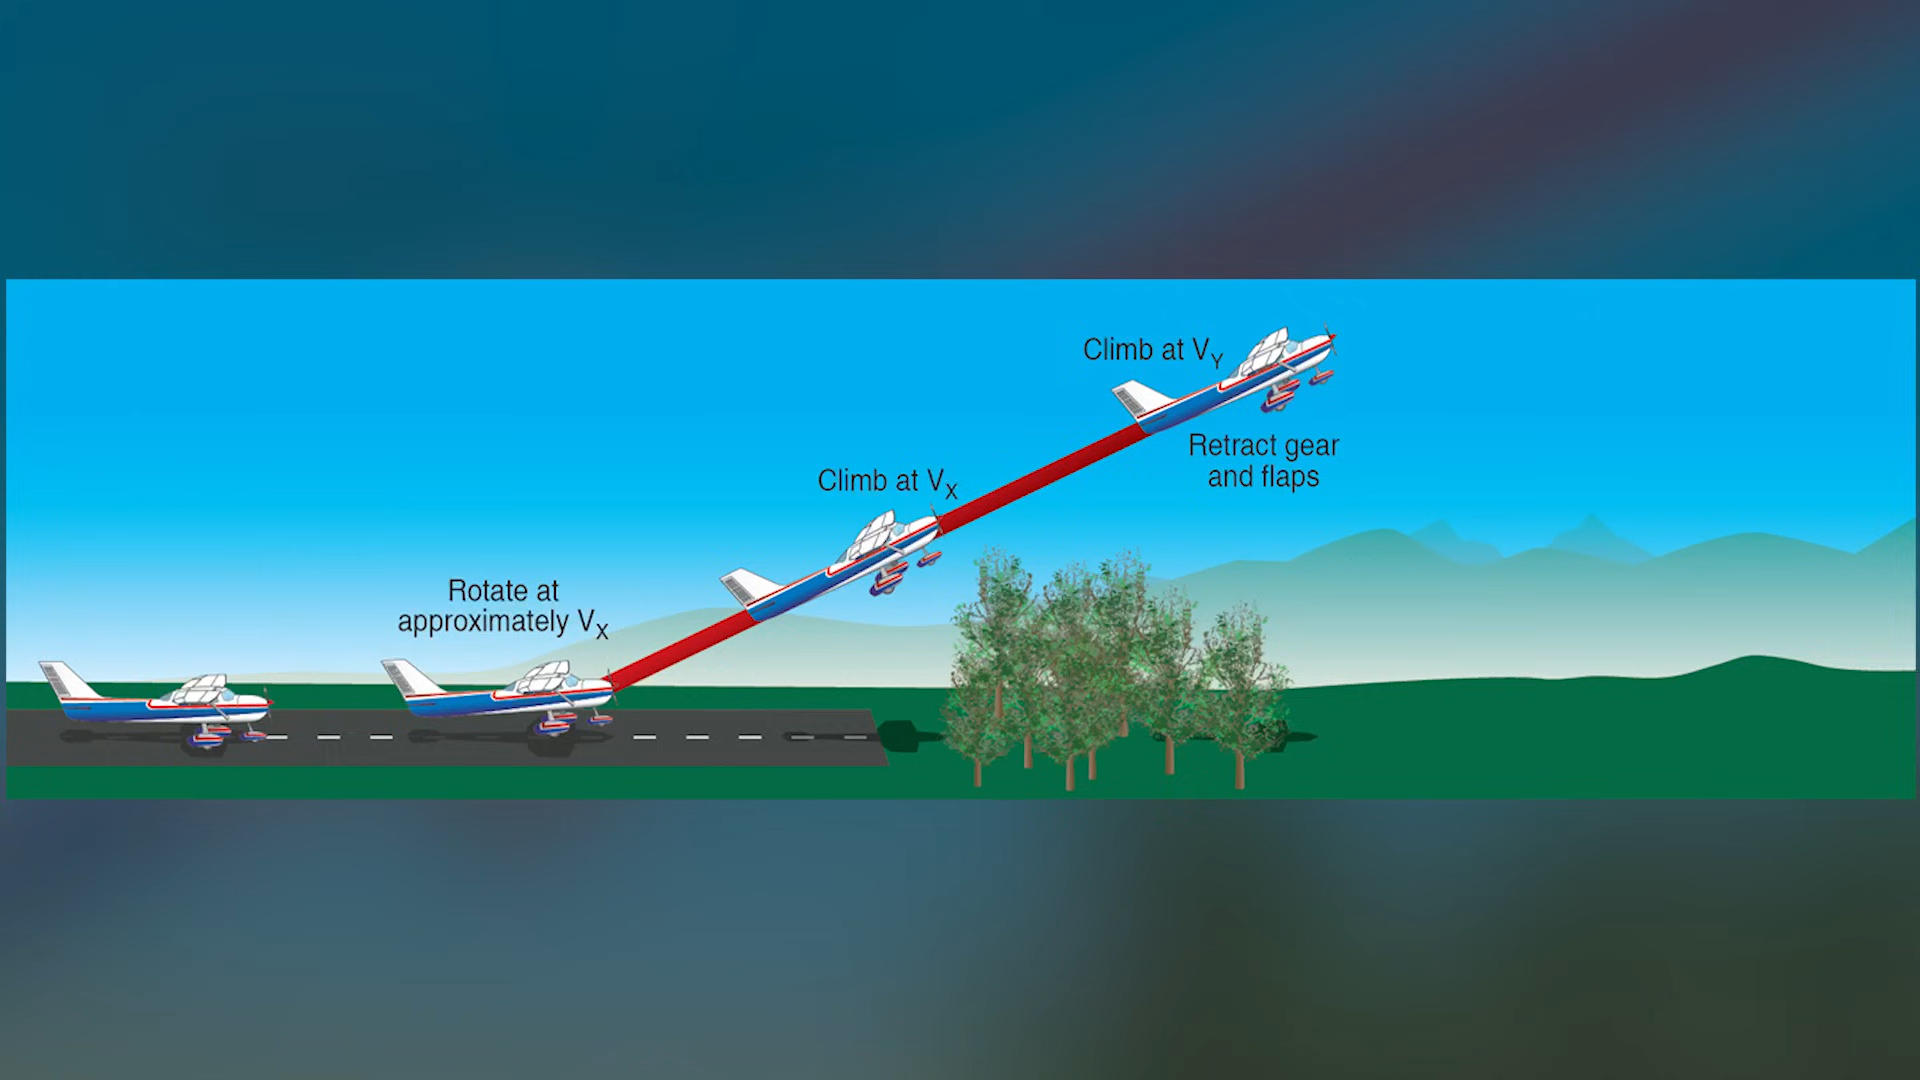 Rotate at
approximately VX
Climb at VX
Climb at VY
Retract gear
and flaps